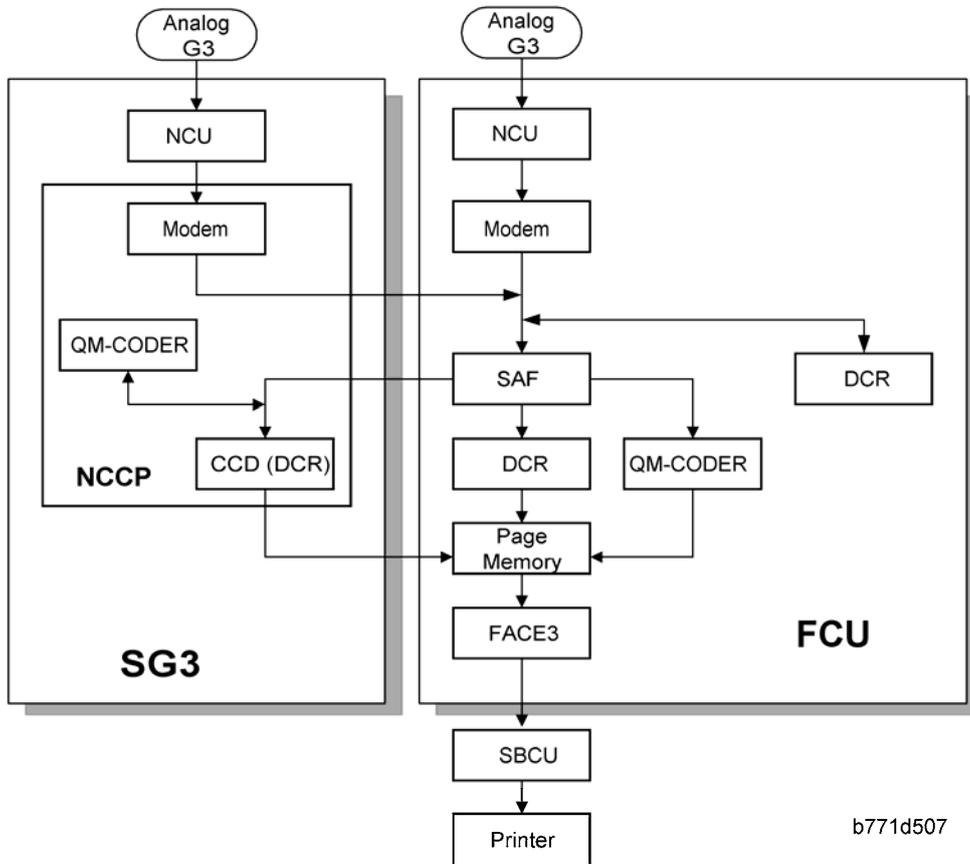 Analog
G3
Analog
G3
NCU
NCU
Modem
Modem
QM-CODER
SAF
DCR
CCD (DCR)
NCCP
DCR
QM-CODER
Page
Memory
FACE3
FCU
SG3
SBCU
Printer
b771d507